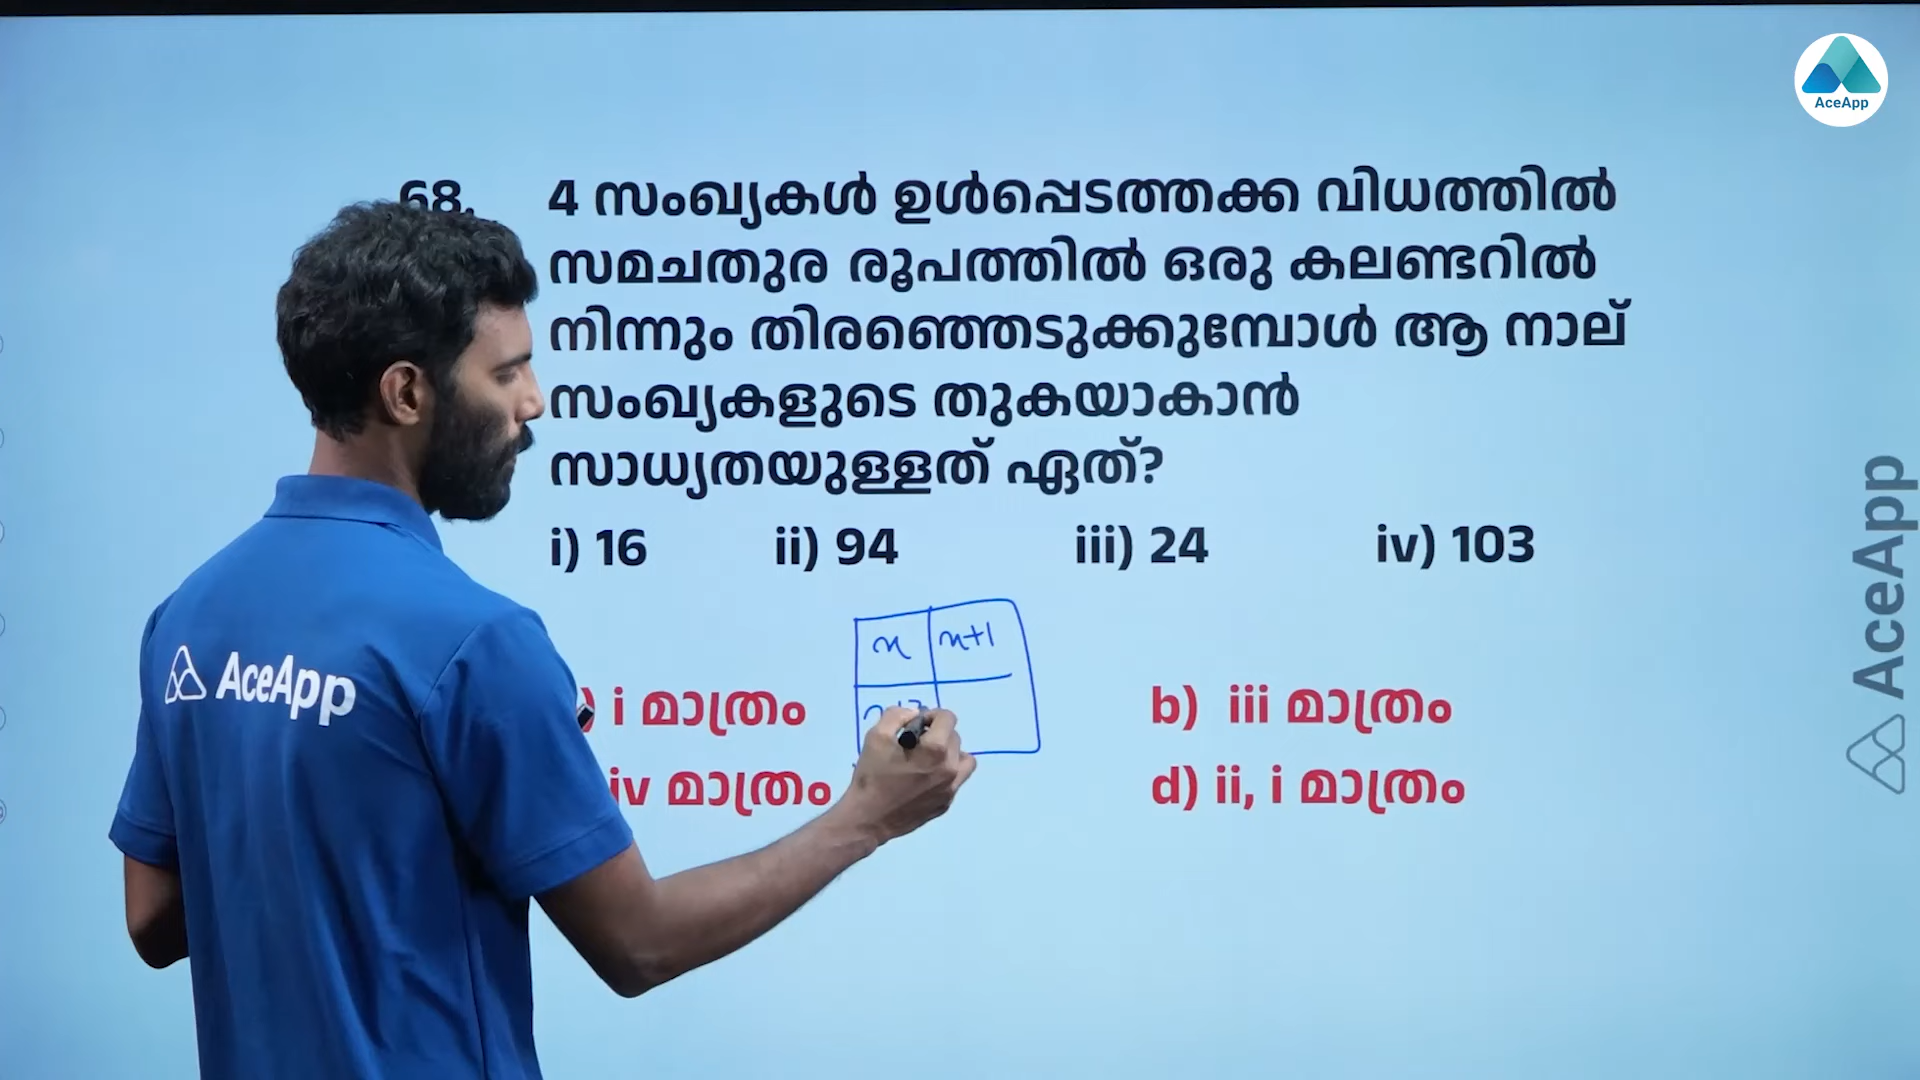 AceApp
68. 4 സംഖ്യകൾ ഉൾപ്പെടത്തക്ക വിധത്തിൽ
സമചതുര രൂപത്തിൽ ഒരു കലണ്ടറിൽ
നിന്നും തിരഞ്ഞെടുക്കുമ്പോൾ ആ നാല്
സംഖ്യകളുടെ തുകയാകാൻ
സാധ്യതയുള്ളത് ഏത്?
i) 16 ii) 94 iii) 24 iv) 103
x x+1
) i മാത്രം b) iii മാത്രം
iv മാത്രം d) ii, i മാത്രം
AceApp
AceApp